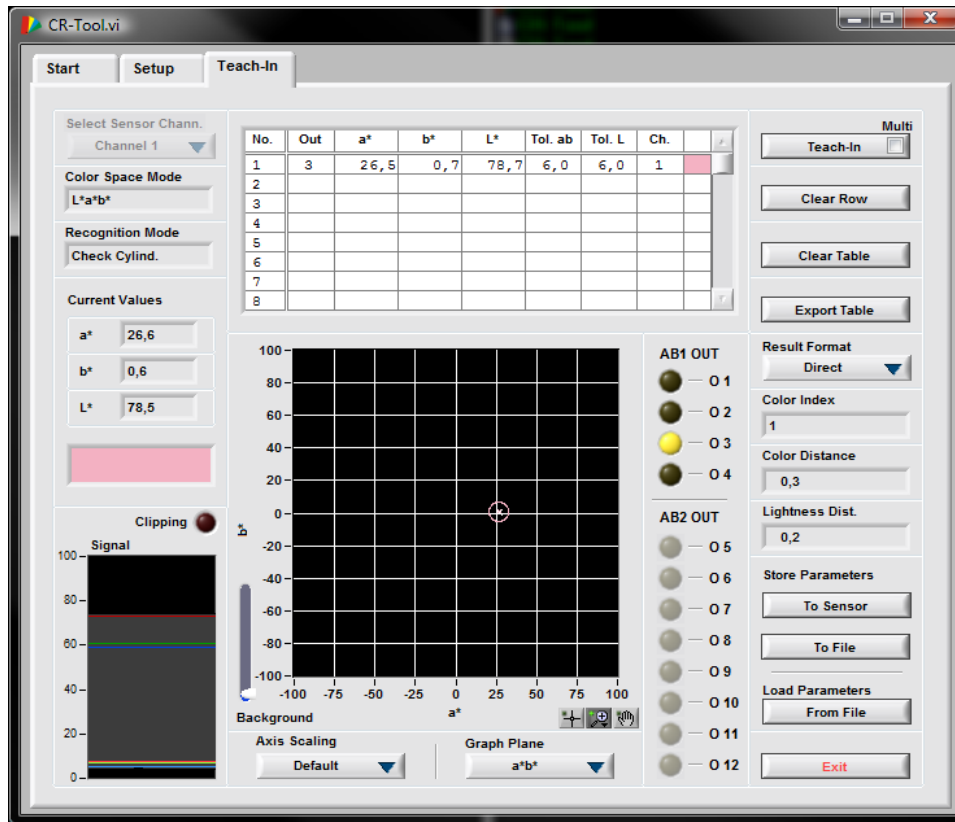 CR-Tool.vi
Start Setup Teach-In
Select Sensor Chann.
Channel 1
Color Space Mode
L*a*b*
Recognition Mode
Check Cylind.
Current Values
a* 26,6
b* 0,6
L* 78,5
Clipping
Signal
100
80
60
40
20
0
No. Out a* b* L* Tol. ab Tol. L Ch.
1 3 26,5 0,7 78,7 6,0 6,0 1
2
3
4
5
6
7
8
100
80
60
40
20
0
-20
-40
-60
-80
-100
b*
-100 -75 -50 -25 0 25 50 75 100
a*
Background
Axis Scaling
Default
Graph Plane
a*b*
AB1 OUT
O 1
O 2
O 3
O 4
AB2 OUT
O 5
O 6
O 7
O 8
O 9
O 10
O 11
O 12
Multi
Teach-In
Clear Row
Clear Table
Export Table
Result Format
Direct
Color Index
1
Color Distance
0,3
Lightness Dist.
0,2
Store Parameters
To Sensor
To File
Load Parameters
From File
Exit